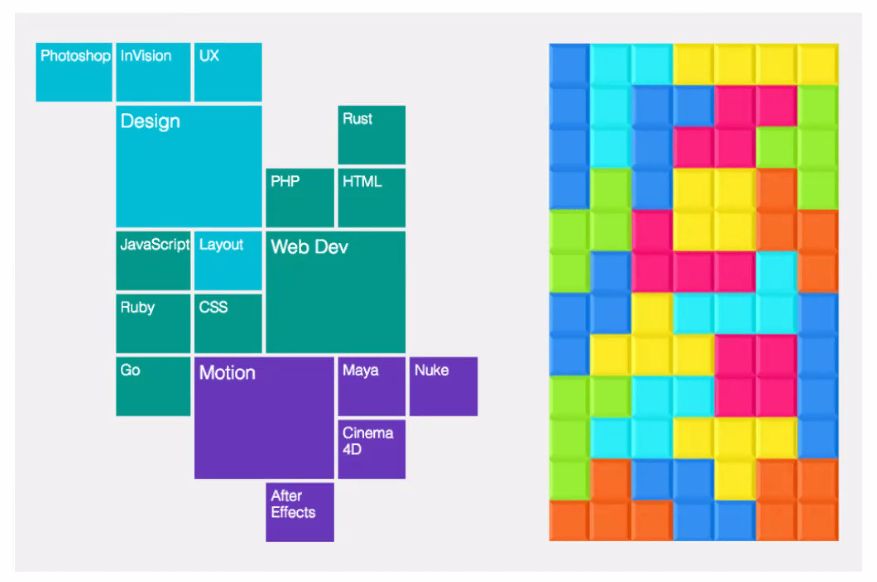 Photoshop
InVision
UX
Design
Rust
PHP
HTML
JavaScript
Layout
Web Dev
Ruby
CSS
Go
Motion
Maya
Nuke
Cinema
4D
After
Effects